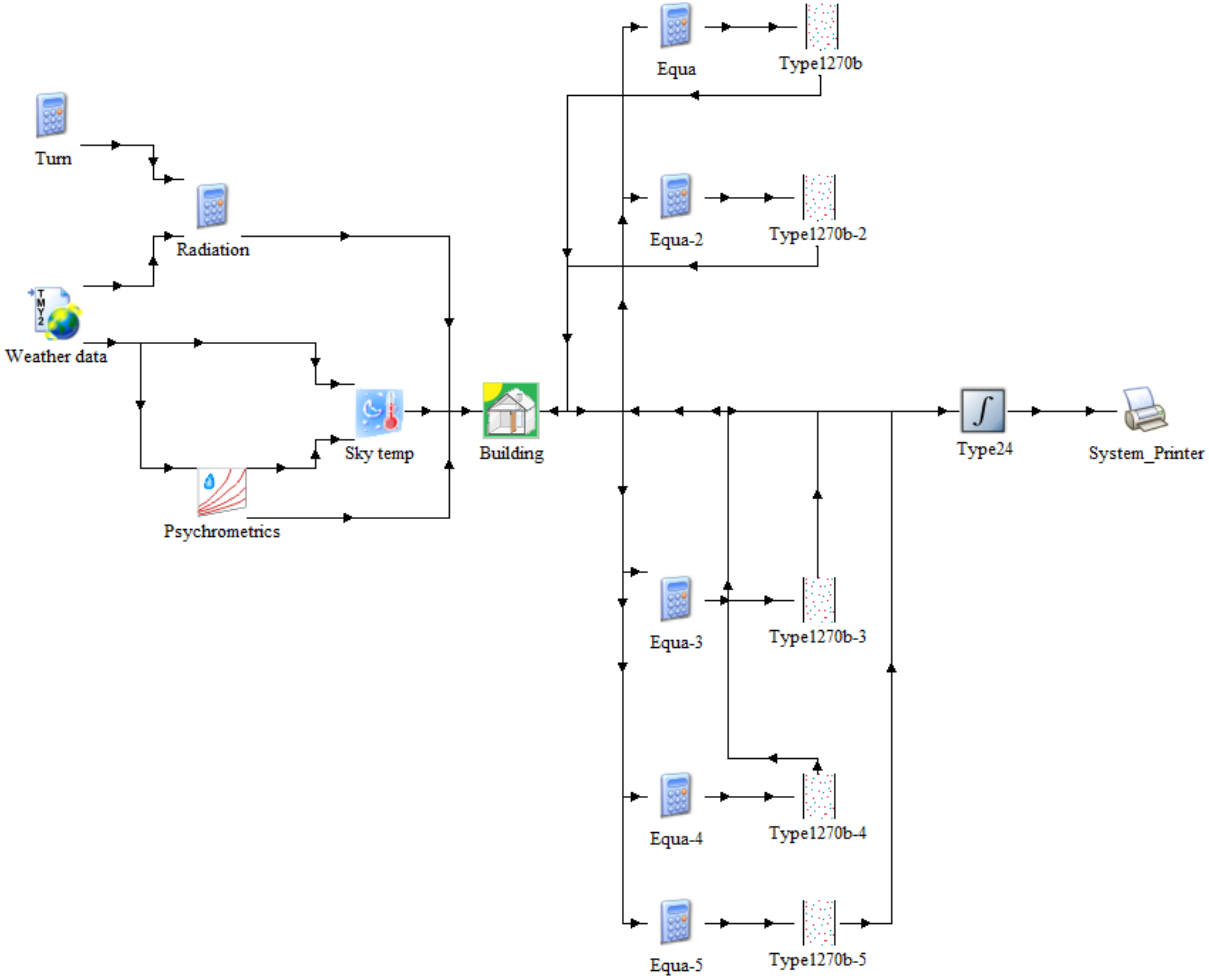 Equa
Type1270b
Turn
Equa-2
Type1270b-2
Radiation
TMY2
Weather data
Sky temp
Building
Type24
System_Printer
Psychrometrics
Equa-3
Type1270b-3
Equa-4
Type1270b-4
Equa-5
Type1270b-5